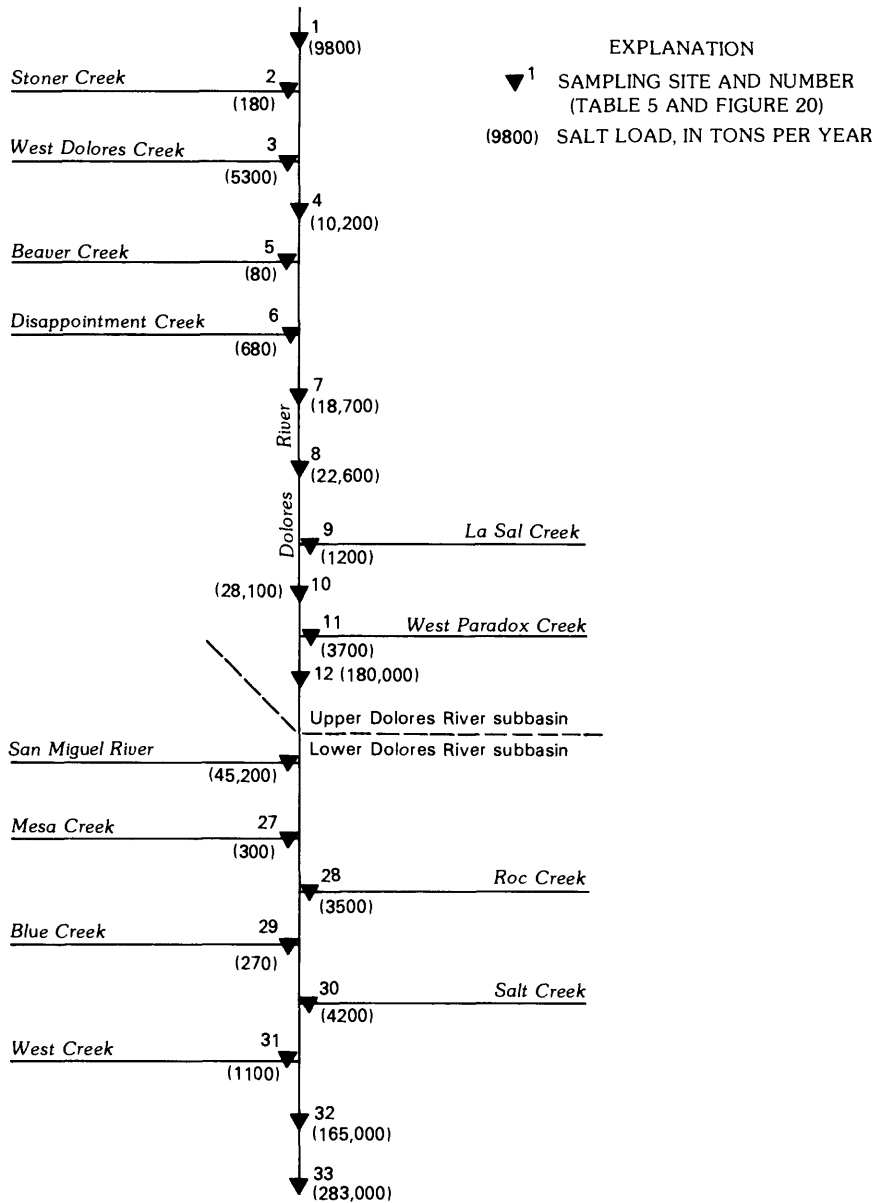 1
(9800)
EXPLANATION
1 SAMPLING SITE AND NUMBER
(TABLE 5 AND FIGURE 20)
(9800) SALT LOAD, IN TONS PER YEAR
Stoner Creek 2
(180)
West Dolores Creek 3
(5300)
4
(10,200)
Beaver Creek 5
(80)
Disappointment Creek 6
(680)
7
(18,700)
Dolores River
8
(22,600)
9 La Sal Creek
(1200)
(28,100) 10
11 West Paradox Creek
(3700)
12 (180,000)
Upper Dolores River subbasin
Lower Dolores River subbasin
San Miguel River
(45,200)
Mesa Creek 27
(300)
28 Roc Creek
(3500)
Blue Creek 29
(270)
30 Salt Creek
(4200)
West Creek 31
(1100)
32
(165,000)
33
(283,000)